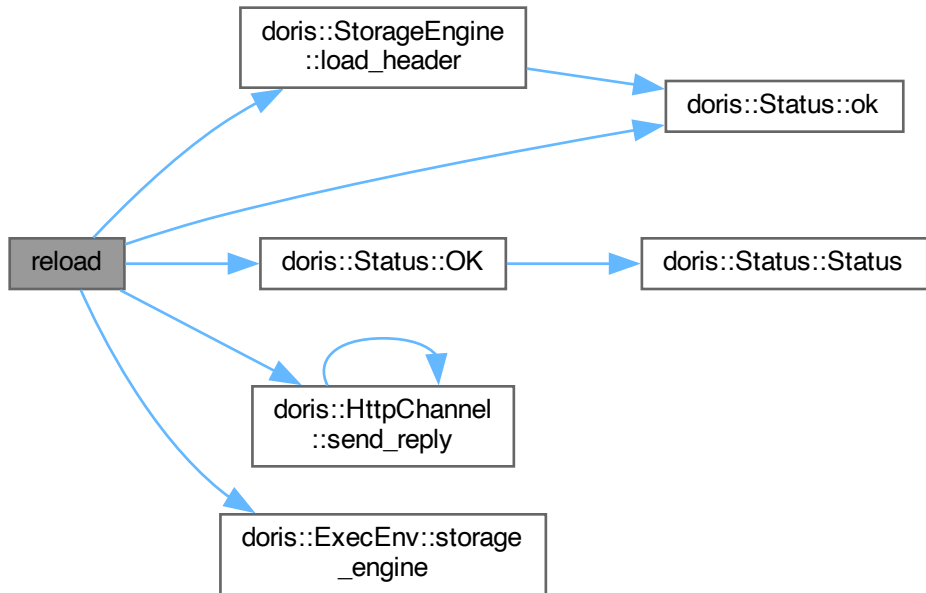 doris::StorageEngine
::load_header
doris::Status::ok
reload
doris::Status::OK
doris::Status::Status
doris::HttpChannel
::send_reply
doris::ExecEnv::storage
_engine